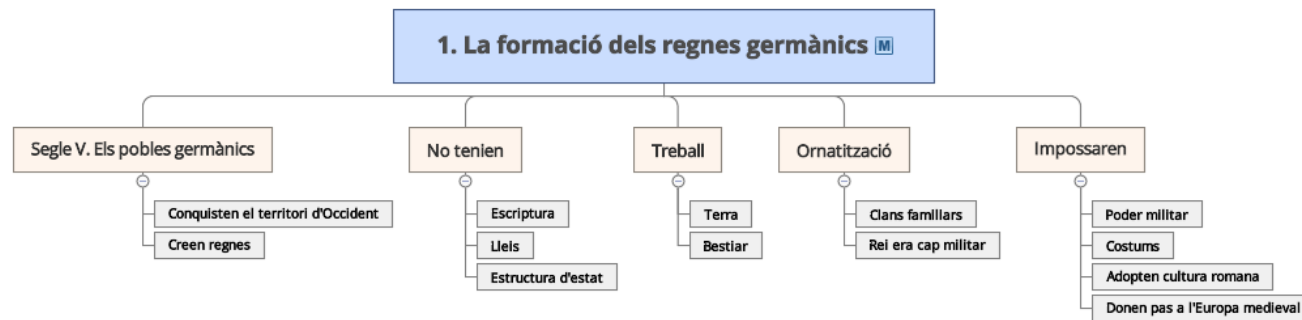 1. La formació dels regnes germànics M
Segle V. Els pobles germànics
Conquisten el territori d'Occident
Creen regnes
No tenien
Escriptura
Lleis
Estructura d'estat
Treball
Terra
Bestiar
Ornatització
Clans familiars
Rei era cap militar
Impossaren
Poder militar
Costums
Adopten cultura romana
Donen pas a l'Europa medieval